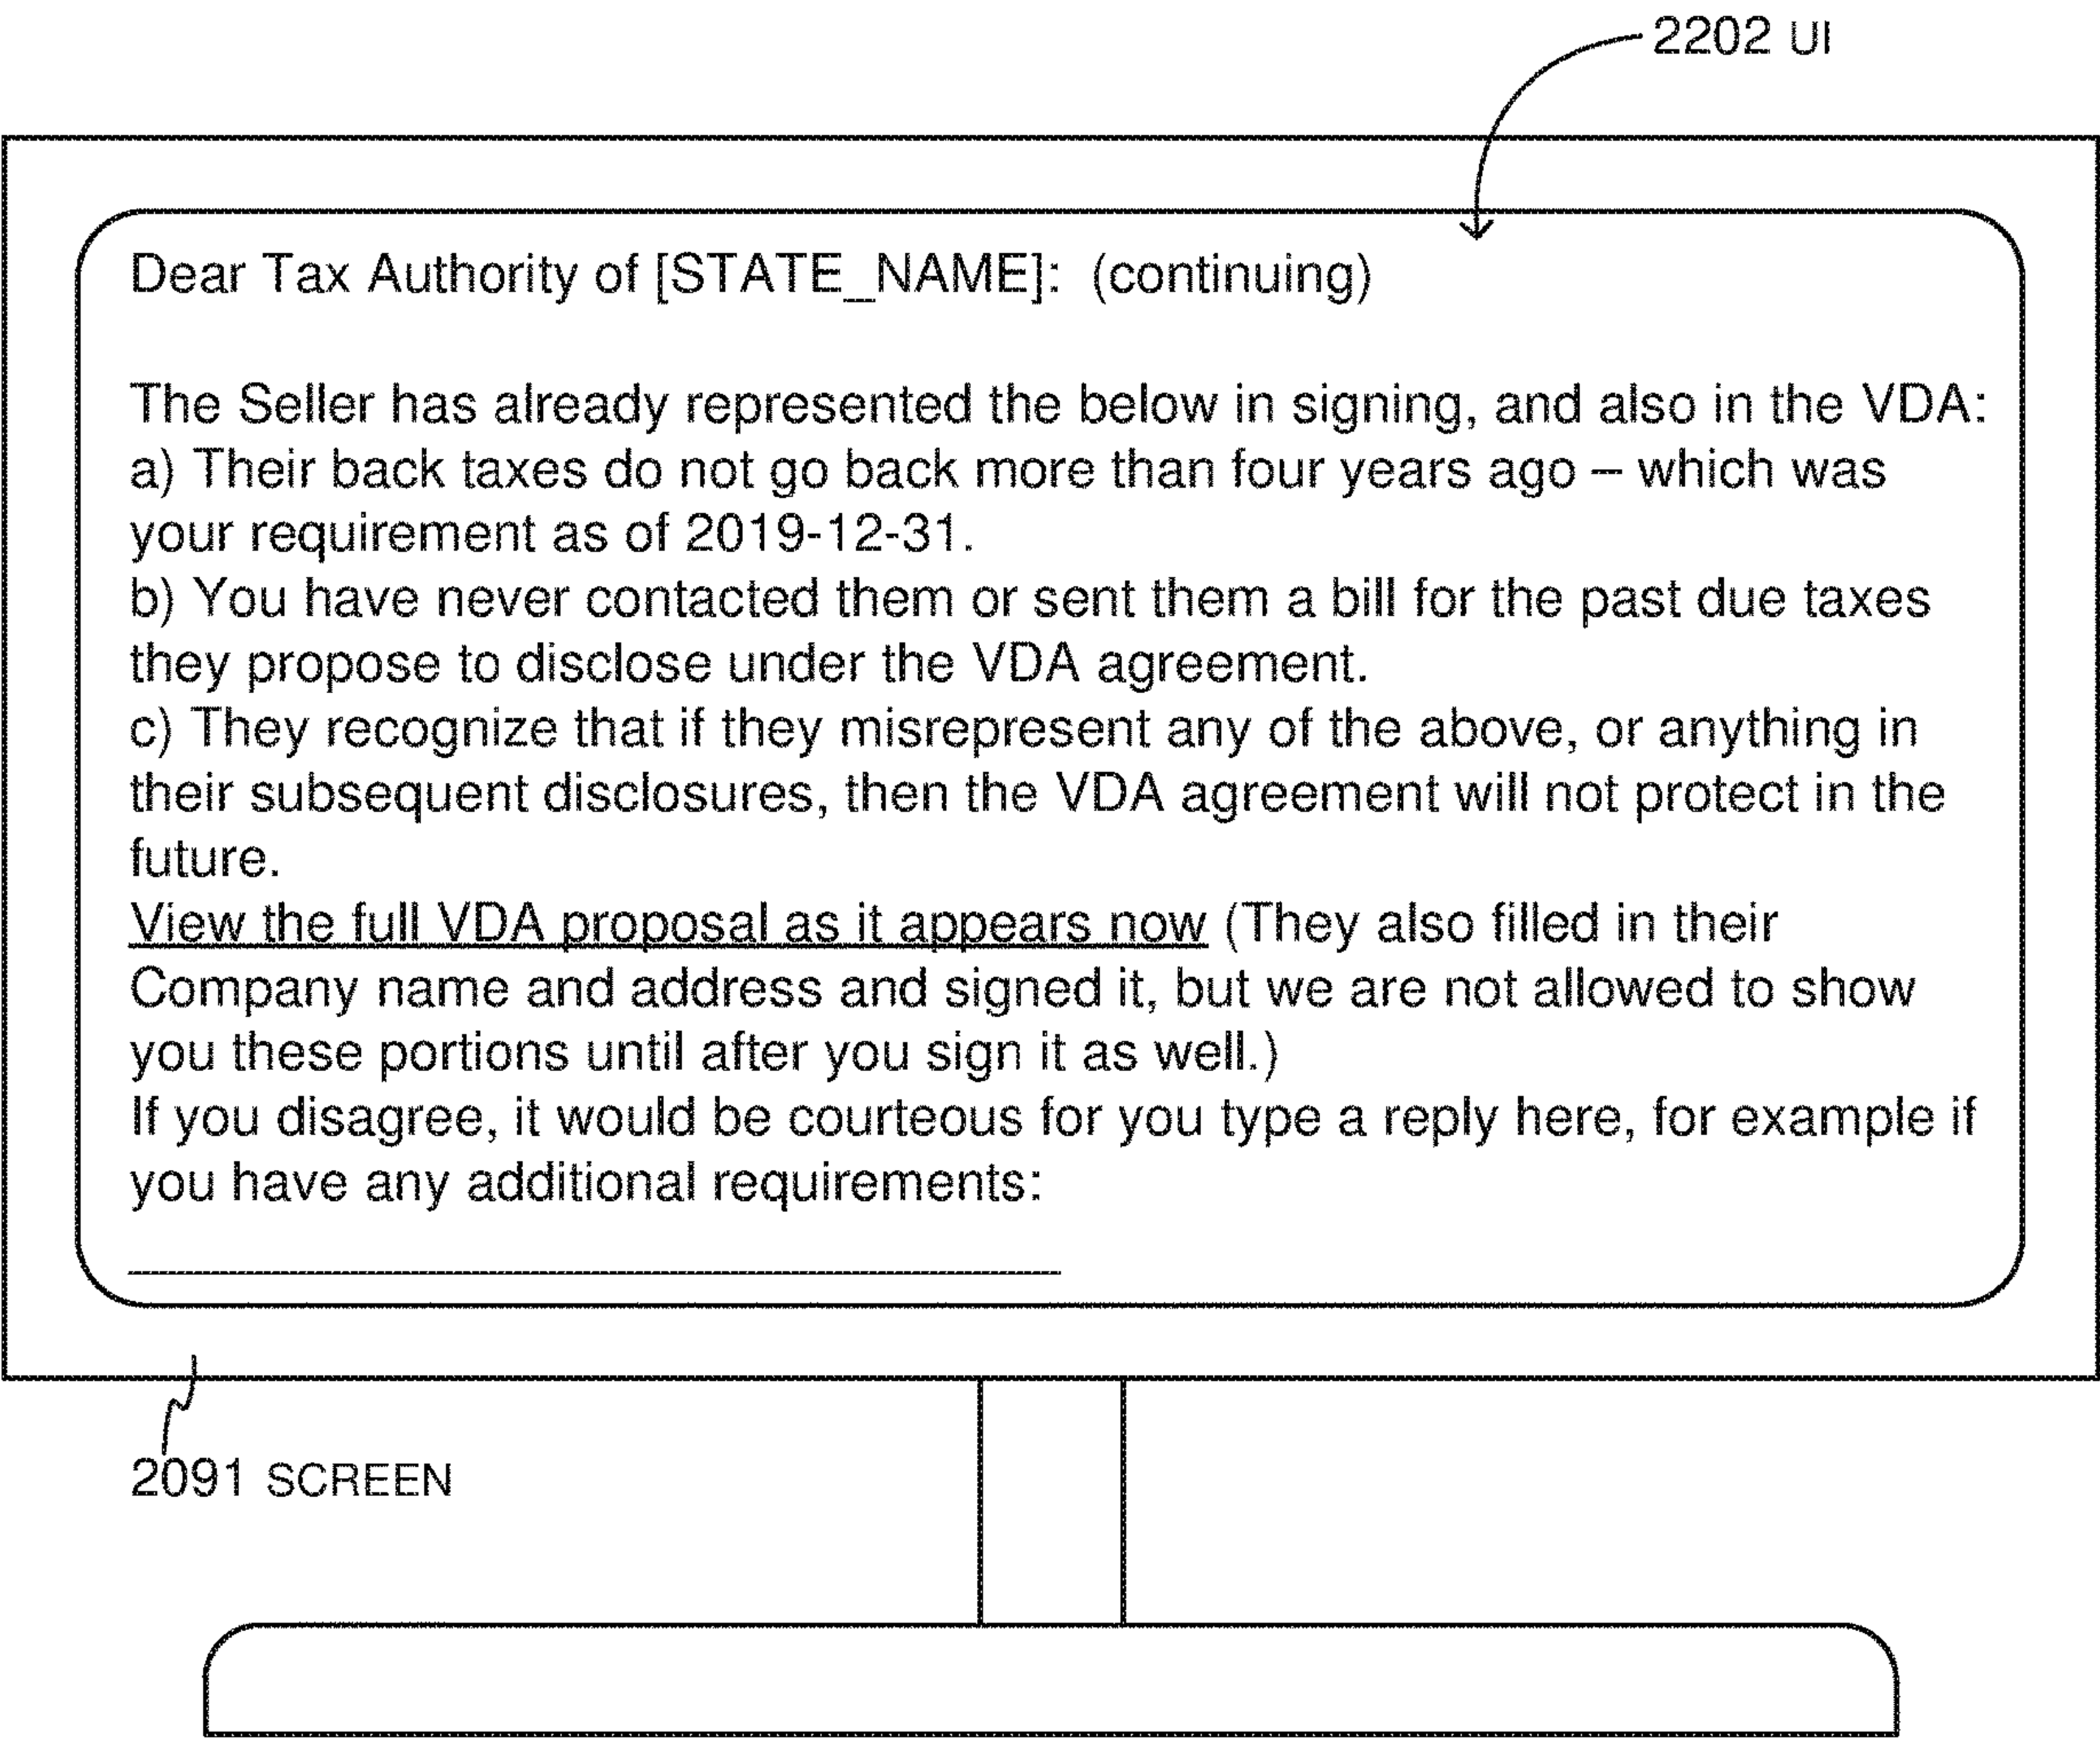 2202 UI
Dear Tax Authority of [STATE_NAME]: (continuing)
The Seller has already represented the below in signing, and also in the VDA:
a) Their back taxes do not go back more than four years ago – which was
your requirement as of 2019-12-31.
b) You have never contacted them or sent them a bill for the past due taxes
they propose to disclose under the VDA agreement.
c) They recognize that if they misrepresent any of the above, or anything in
their subsequent disclosures, then the VDA agreement will not protect in the
future.
View the full VDA proposal as it appears now (They also filled in their
Company name and address and signed it, but we are not allowed to show
you these portions until after you sign it as well.)
If you disagree, it would be courteous for you type a reply here, for example if
you have any additional requirements:
2091 SCREEN